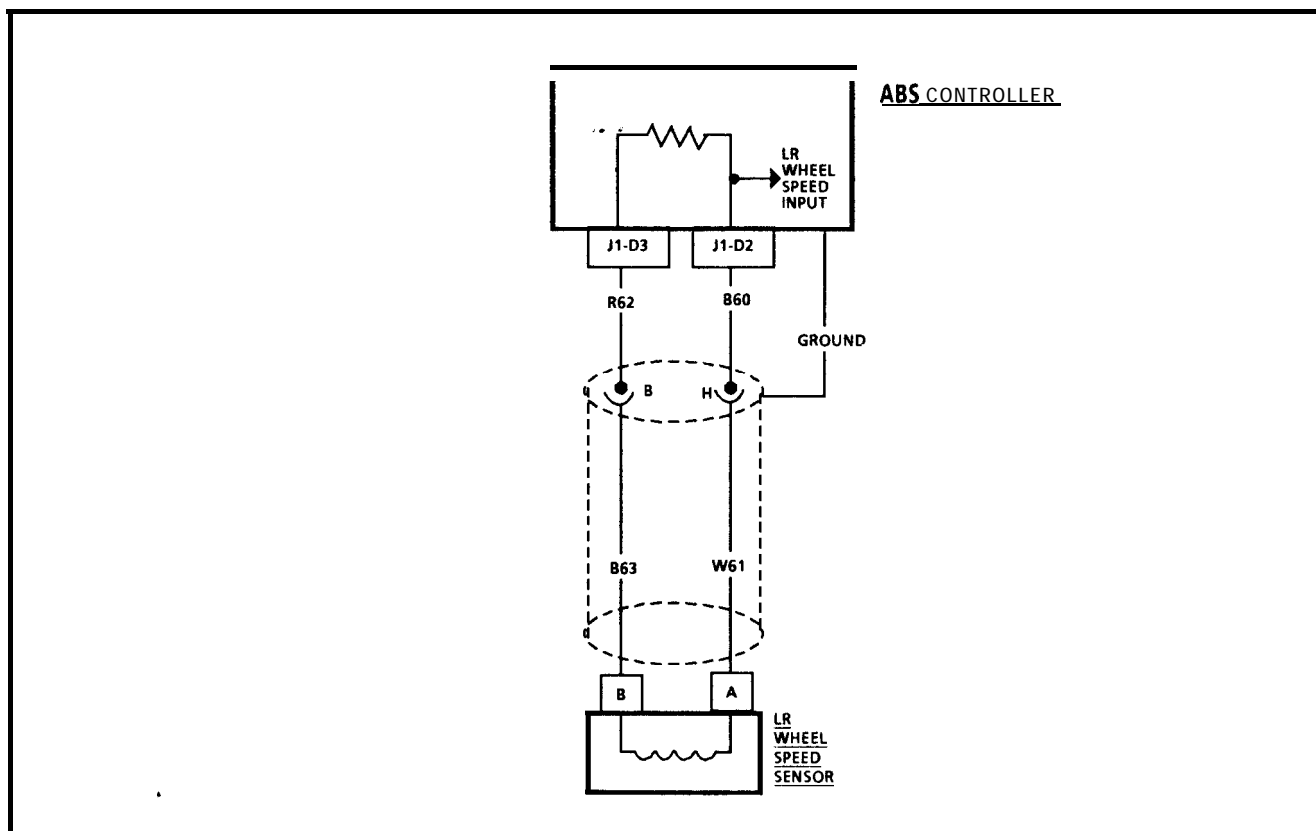 ABS CONTROLLER
LR
WHEEL
SPEED
INPUT
J1-D3
J1-D2
R62
B60
GROUND
B
H
B63
W61
B
A
LR
WHEEL
SPEED
SENSOR